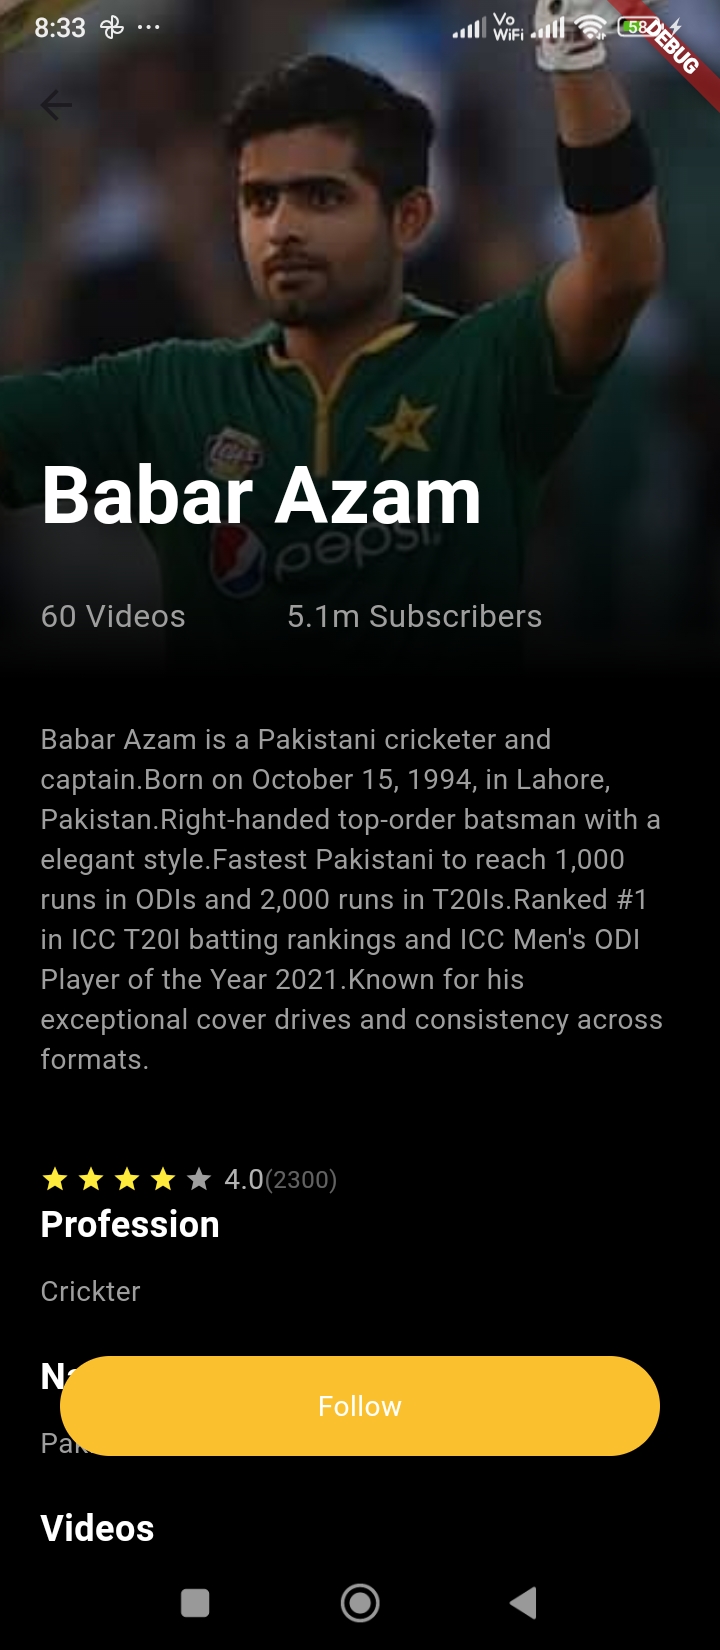 8:33
Vo
WiFi
58
DEBUG
Lays
pepsi
Babar Azam
60 Videos 5.1m Subscribers
Babar Azam is a Pakistani cricketer and
captain.Born on October 15, 1994, in Lahore,
Pakistan.Right-handed top-order batsman with a
elegant style.Fastest Pakistani to reach 1,000
runs in ODIs and 2,000 runs in T20Is.Ranked #1
in ICC T20I batting rankings and ICC Men's ODI
Player of the Year 2021.Known for his
exceptional cover drives and consistency across
formats.
4.0(2300)
Profession
Crickter
Follow
Videos